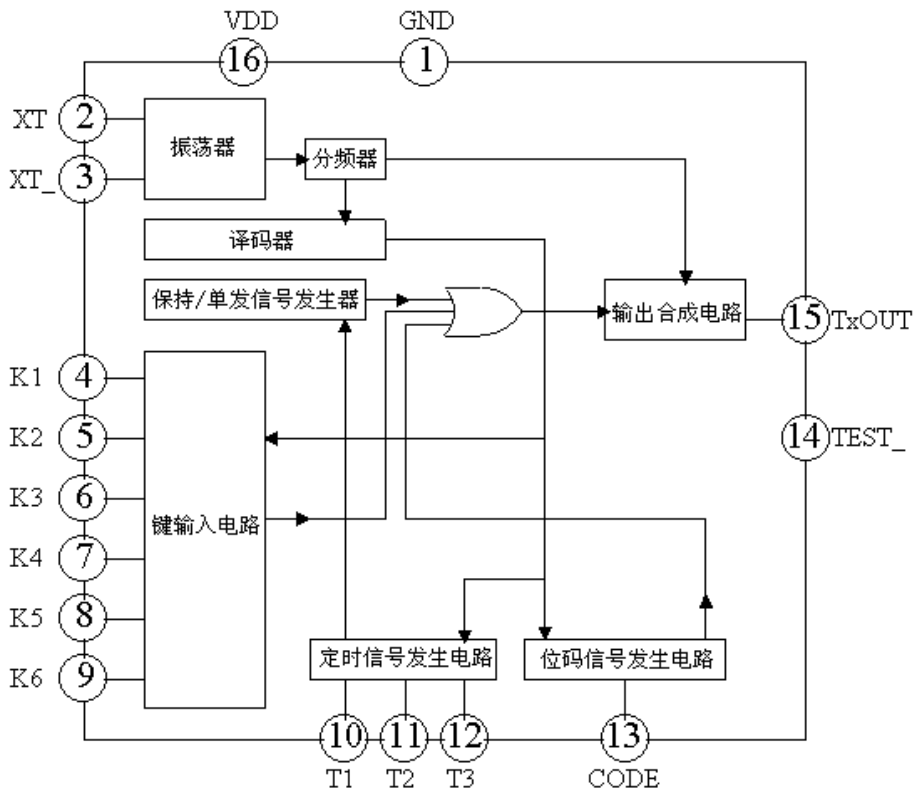 VDD GND
16 1
XT 2
振荡器
分频器
XT_ 3
译码器
保持/单发信号发生器
输出合成电路
15 TxOUT
K1 4
K2 5
14 TEST_
K3 6
键输入电路
K4 7
K5 8
定时信号发生电路 位码信号发生电路
K6 9
10 11 12 13
T1 T2 T3 CODE